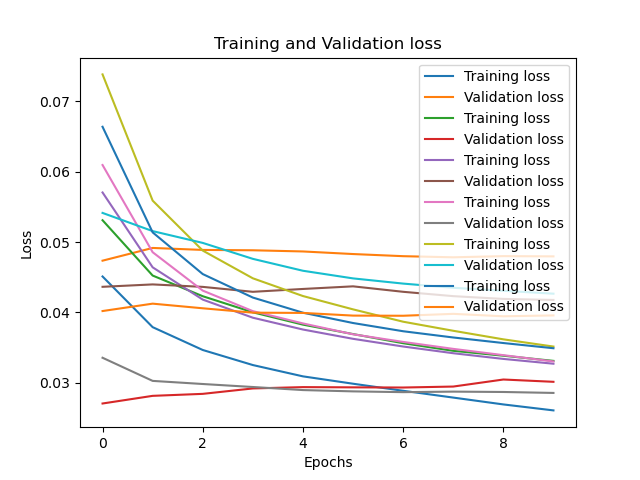 Training and Validation loss
Loss
0.07
0.06
0.05
0.04
0.03
Training loss
Validation loss
Training loss
Validation loss
Training loss
Validation loss
Training loss
Validation loss
Training loss
Validation loss
Training loss
Validation loss
0 2 4 6 8
Epochs